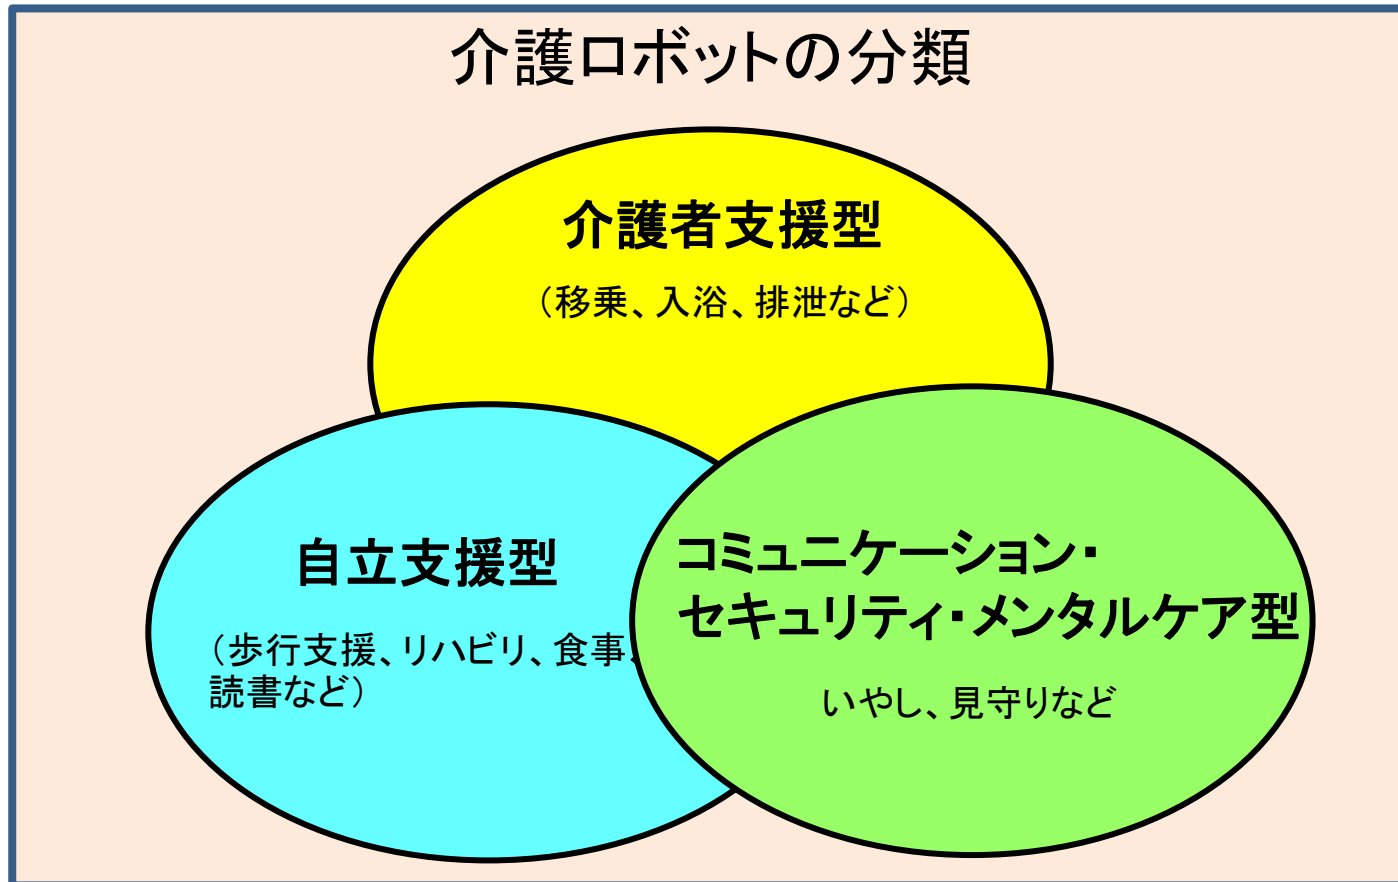 介護ロボットの分類
介護者支援型
（移乗、入浴、排泄など）
自立支援型
（歩行支援、リハビリ、食事、
読書など）
コミュニケーション・
セキュリティ・メンタルケア型
いやし、見守りなど